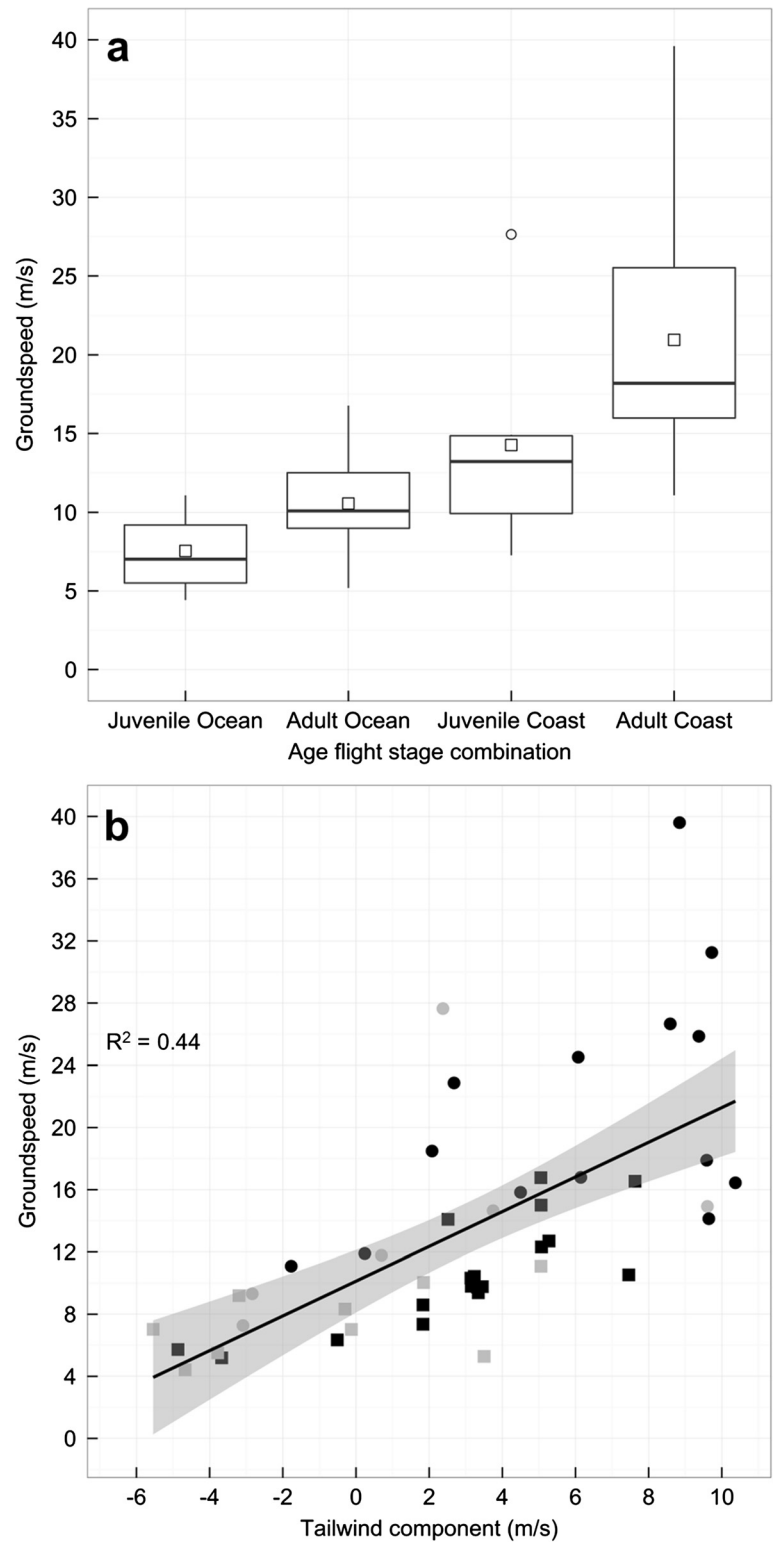 a
40
35
30
25
20
15
10
5
0
Groundspeed (m/s)
Juvenile Ocean Adult Ocean Juvenile Coast Adult Coast
Age flight stage combination
b
40
36
32
28
24
20
16
12
8
4
0
R² = 0.44
Groundspeed (m/s)
-6 -4 -2 0 2 4 6 8 10
Tailwind component (m/s)